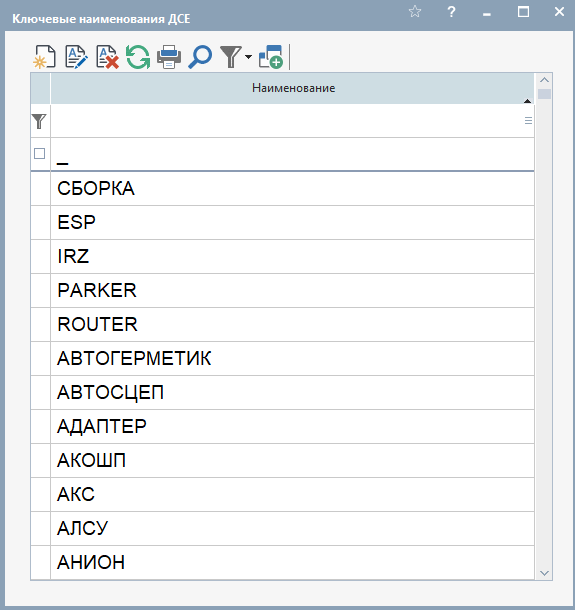 Ключевые наименования ДСЕ
Наименование
_
СБОРКА
ESP
IRZ
PARKER
ROUTER
АВТОГЕРМЕТИК
АВТОСЦЕП
АДАПТЕР
АКОШП
АКС
АЛСУ
АНИОН